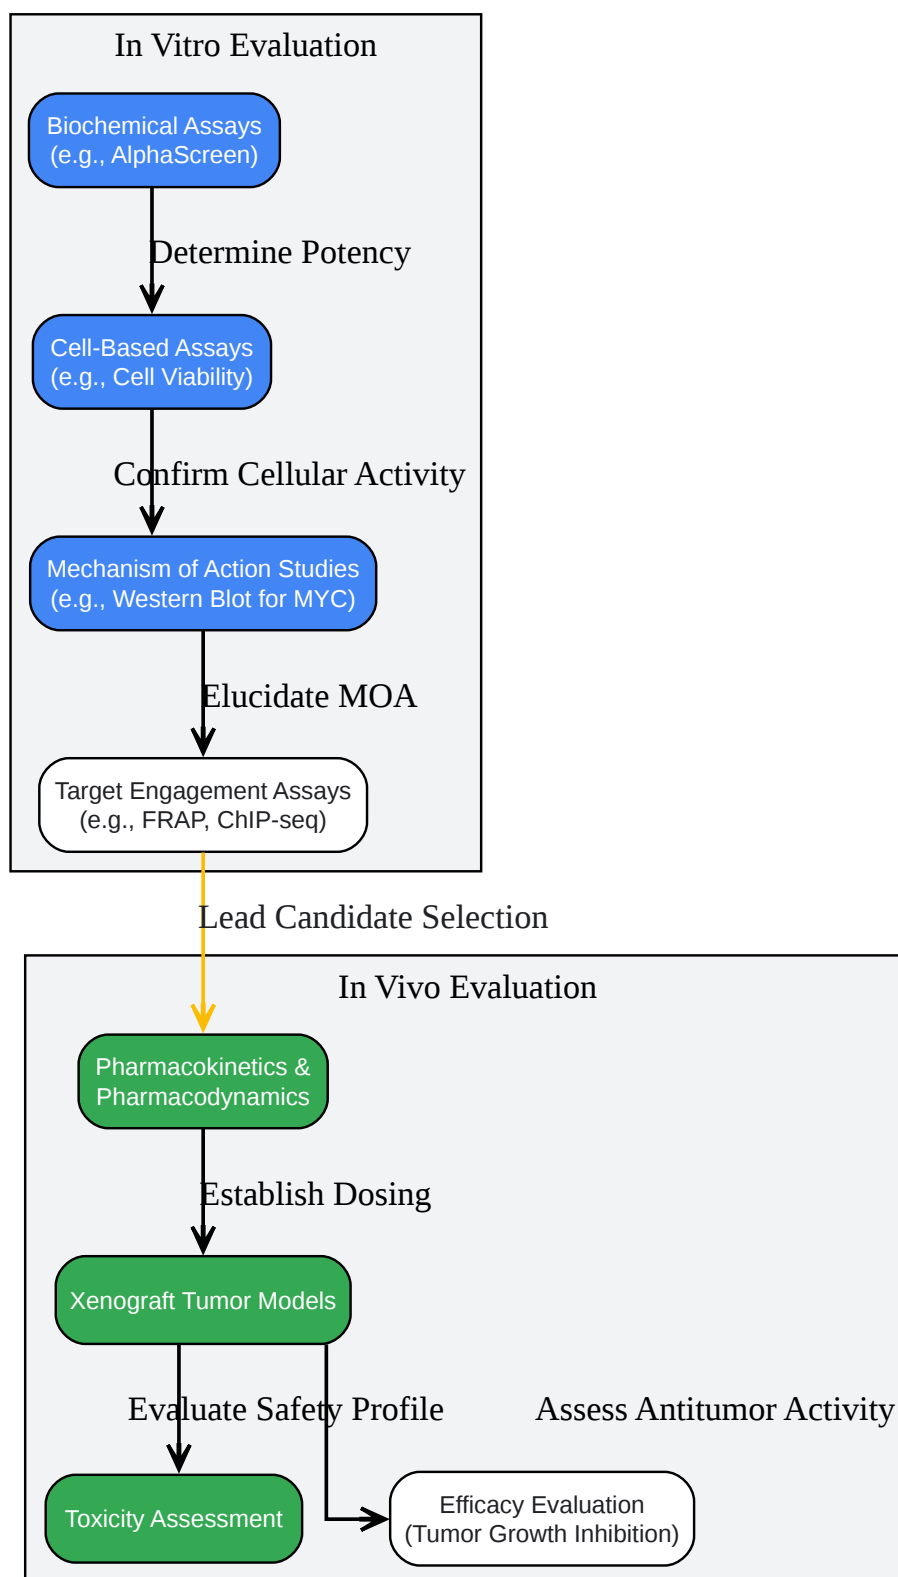 In Vitro Evaluation
Biochemical Assays
(e.g., AlphaScreen)
Determine Potency
Cell-Based Assays
(e.g., Cell Viability)
Confirm Cellular Activity
Mechanism of Action Studies
(e.g., Western Blot for MYC)
Elucidate MOA
Target Engagement Assays
(e.g., FRAP, ChIP-seq)
Lead Candidate Selection
In Vivo Evaluation
Pharmacokinetics &
Pharmacodynamics
Establish Dosing
Xenograft Tumor Models
Evaluate Safety Profile
Assess Antitumor Activity
Toxicity Assessment
Efficacy Evaluation
(Tumor Growth Inhibition)